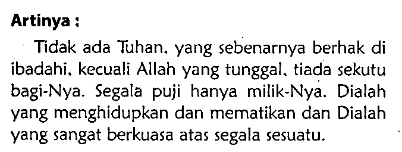 Artinya :
Tidak ada Tuhan, yang sebenarnya berhak di
ibadahi, kecuali Allah yang tunggal, tiada sekutu
bagi-Nya. Segala puji hanya milik-Nya. Dialah
yang menghidupkan dan mematikan dan Dialah
yang sangat berkuasa atas segala sesuatu.